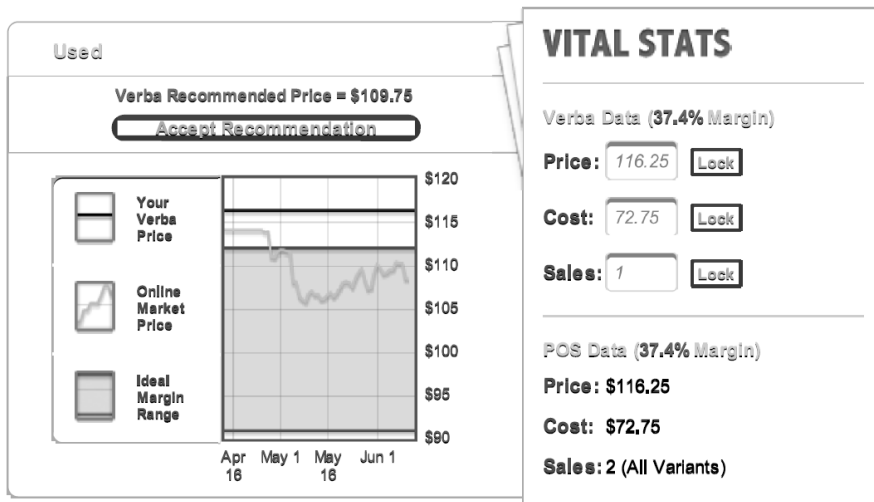 Used
Verba Recommended Price = $109.75
Accept Recommendation
Your
Verba
Price
Online
Market
Price
Ideal
Margin
Range
$120
$115
$110
$105
$100
$95
$90
Apr
16
May 1
May
16
Jun 1
VITAL STATS
Verba Data (37.4% Margin)
Price: 116.25 Lock
Cost: 72.75 Lock
Sales: 1 Lock
POS Data (37.4% Margin)
Price: $116.25
Cost: $72.75
Sales: 2 (All Variants)